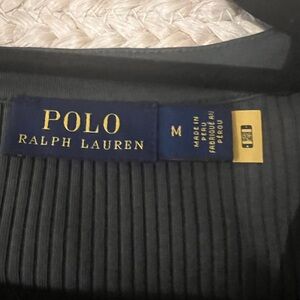 POLO
RALPH LAUREN
M
MADE IN
PERU
FABRIQUÉ AU
PÉROU